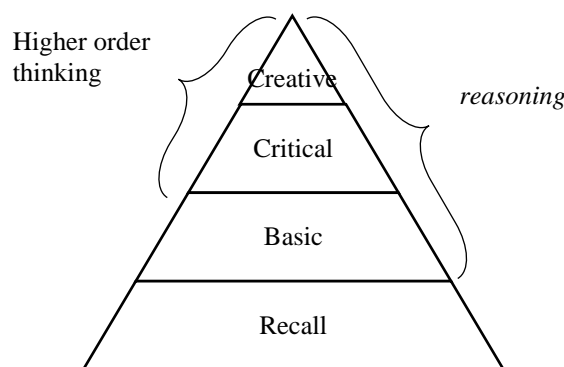 Higher order
thinking
Creative
reasoning
Critical
Basic
Recall